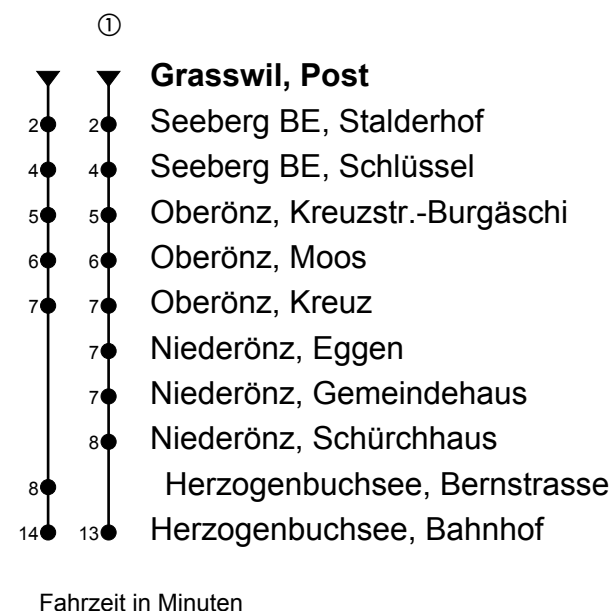 ①
Grasswil, Post
2 2 Seeberg BE, Stalderhof
4 4 Seeberg BE, Schlüssel
5 5 Oberönz, Kreuzstr.-Burgäschi
6 6 Oberönz, Moos
7 7 Oberönz, Kreuz
7 Niederönz, Eggen
7 Niederönz, Gemeindehaus
8 Niederönz, Schürchhaus
8 Herzogenbuchsee, Bernstrasse
14 13 Herzogenbuchsee, Bahnhof
Fahrzeit in Minuten